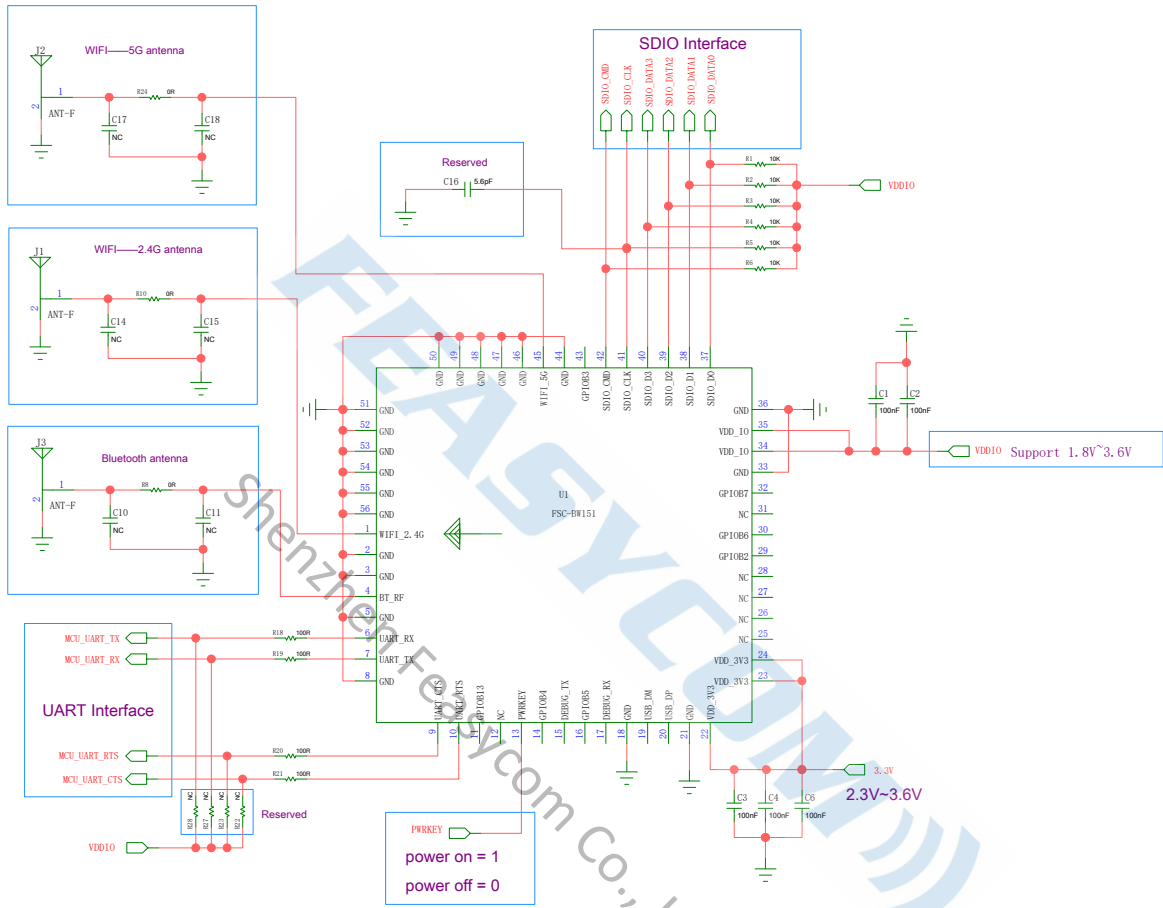 WIFI——5G antenna
J2
1
2
ANT-F
R24
0R
C17
NC
C18
NC
WIFI——2.4G antenna
J1
1
2
ANT-F
R10
0R
C14
NC
C15
NC
Bluetooth antenna
J3
1
2
ANT-F
R8
0R
C10
NC
C11
NC
Reserved
C16
5.6pF
SDIO Interface
SDIO_CMD
SDIO_CLK
SDIO_DATA3
SDIO_DATA2
SDIO_DATA1
SDIO_DATA0
R1 10K
R2 10K
R3 10K
R4 10K
R5 10K
R6 10K
VDDIO
50 GND
49 GND
48 GND
47 GND
46 GND
45 WIFI_5G
44 GND
43 GPIOB3
42 SDIO_CMD
41 SDIO_CLK
40 SDIO_D3
39 SDIO_D2
38 SDIO_D1
37 SDIO_D0
51 GND
52 GND
53 GND
54 GND
55 GND
56 GND
1 WIFI_2.4G
2 GND
3 GND
4 BT_RF
5 GND
6 UART_RX
7 UART_TX
8 GND
U1
FSC-BW151
GND 36
VDD_IO 35
VDD_IO 34
GND 33
GPIOB7 32
NC 31
GPIOB6 30
GPIOB2 29
NC 28
NC 27
NC 26
NC 25
VDD_3V3 24
VDD_3V3 23
UART_CTS 9
UART_RTS 10
GPIOB13 11
NC 12
PWRKEY 13
GPIOB4 14
DEBUG_TX 15
GPIOB5 16
DEBUG_RX 17
GND 18
USB_DM 19
USB_DP 20
GND 21
VDD_3V3 22
C1
100nF
C2
100nF
VDDIO Support 1.8V~3.6V
MCU_UART_TX
R18 100R
MCU_UART_RX
R19 100R
UART Interface
MCU_UART_RTS
R20 100R
MCU_UART_CTS
R21 100R
R28 NC
R27 NC
R23 NC
R22 NC
Reserved
VDDIO
PWRKEY
power on = 1
power off = 0
3.3V
2.3V~3.6V
C3
100nF
C4
100nF
C6
100nF
FEASYCOM
Shenzhen Feasycom Co.,